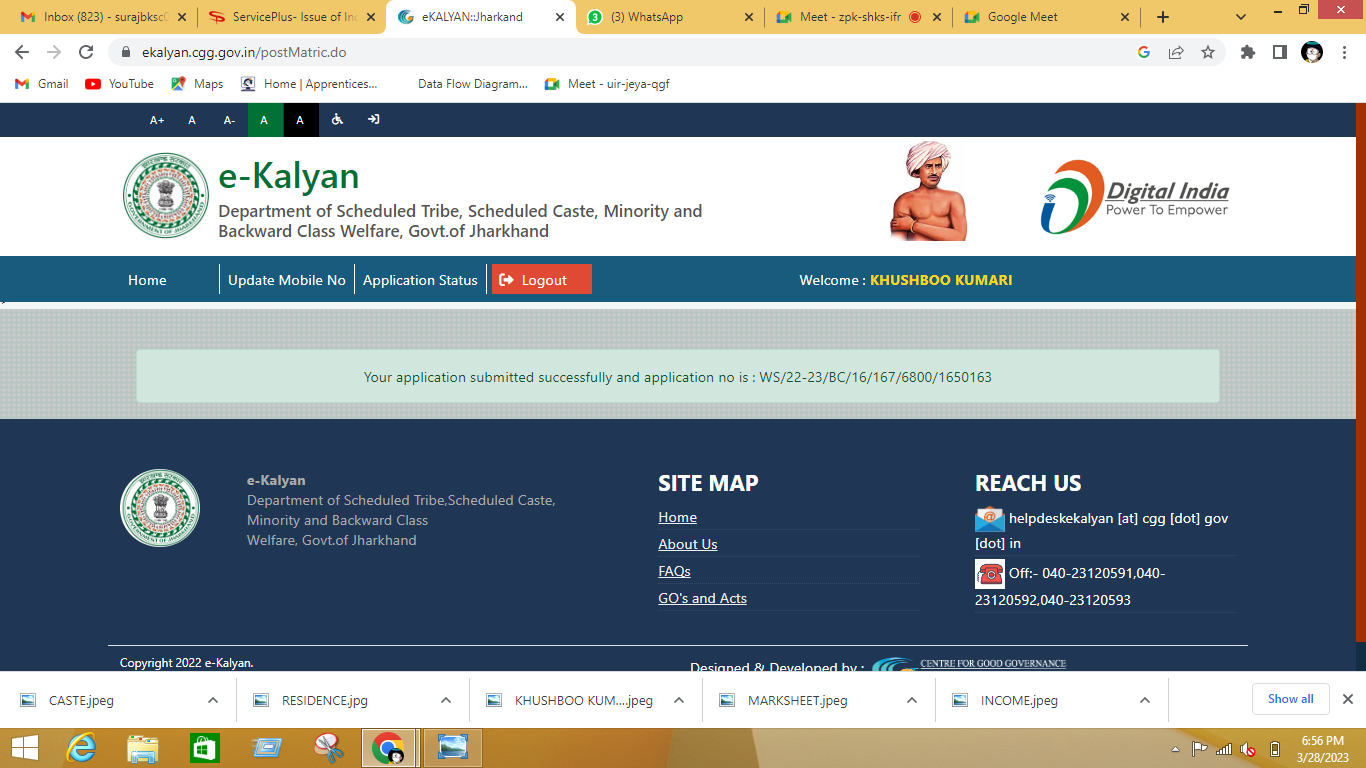 Inbox (823) - surajbksc0
ServicePlus- Issue of Inc
eKALYAN::Jharkand
(3) WhatsApp
Meet - zpk-shks-ifr
Google Meet
ekalyan.cgg.gov.in/postMatric.do
Gmail
YouTube
Maps
Home | Apprentices...
Data Flow Diagram...
Meet - uir-jeya-qgf
A+ A A- A A
e-Kalyan
Department of Scheduled Tribe, Scheduled Caste, Minority and
Backward Class Welfare, Govt.of Jharkhand
Digital India
Power To Empower
Home
Update Mobile No
Application Status
Logout
Welcome : KHUSHBOO KUMARI
Your application submitted successfully and application no is : WS/22-23/BC/16/167/6800/1650163
e-Kalyan
Department of Scheduled Tribe,Scheduled Caste,
Minority and Backward Class
Welfare, Govt.of Jharkhand
SITE MAP
Home
About Us
FAQs
GO's and Acts
REACH US
helpdeskekalyan [at] cgg [dot] gov
[dot] in
Off:- 040-23120591,040-
23120592,040-23120593
Copyright 2022 e-Kalyan.
Designed & Developed by :
CENTRE FOR GOOD GOVERNANCE
CASTE.jpeg
RESIDENCE.jpg
KHUSHBOO KUM....jpeg
MARKSHEET.jpeg
INCOME.jpeg
Show all
6:56 PM
3/28/2023